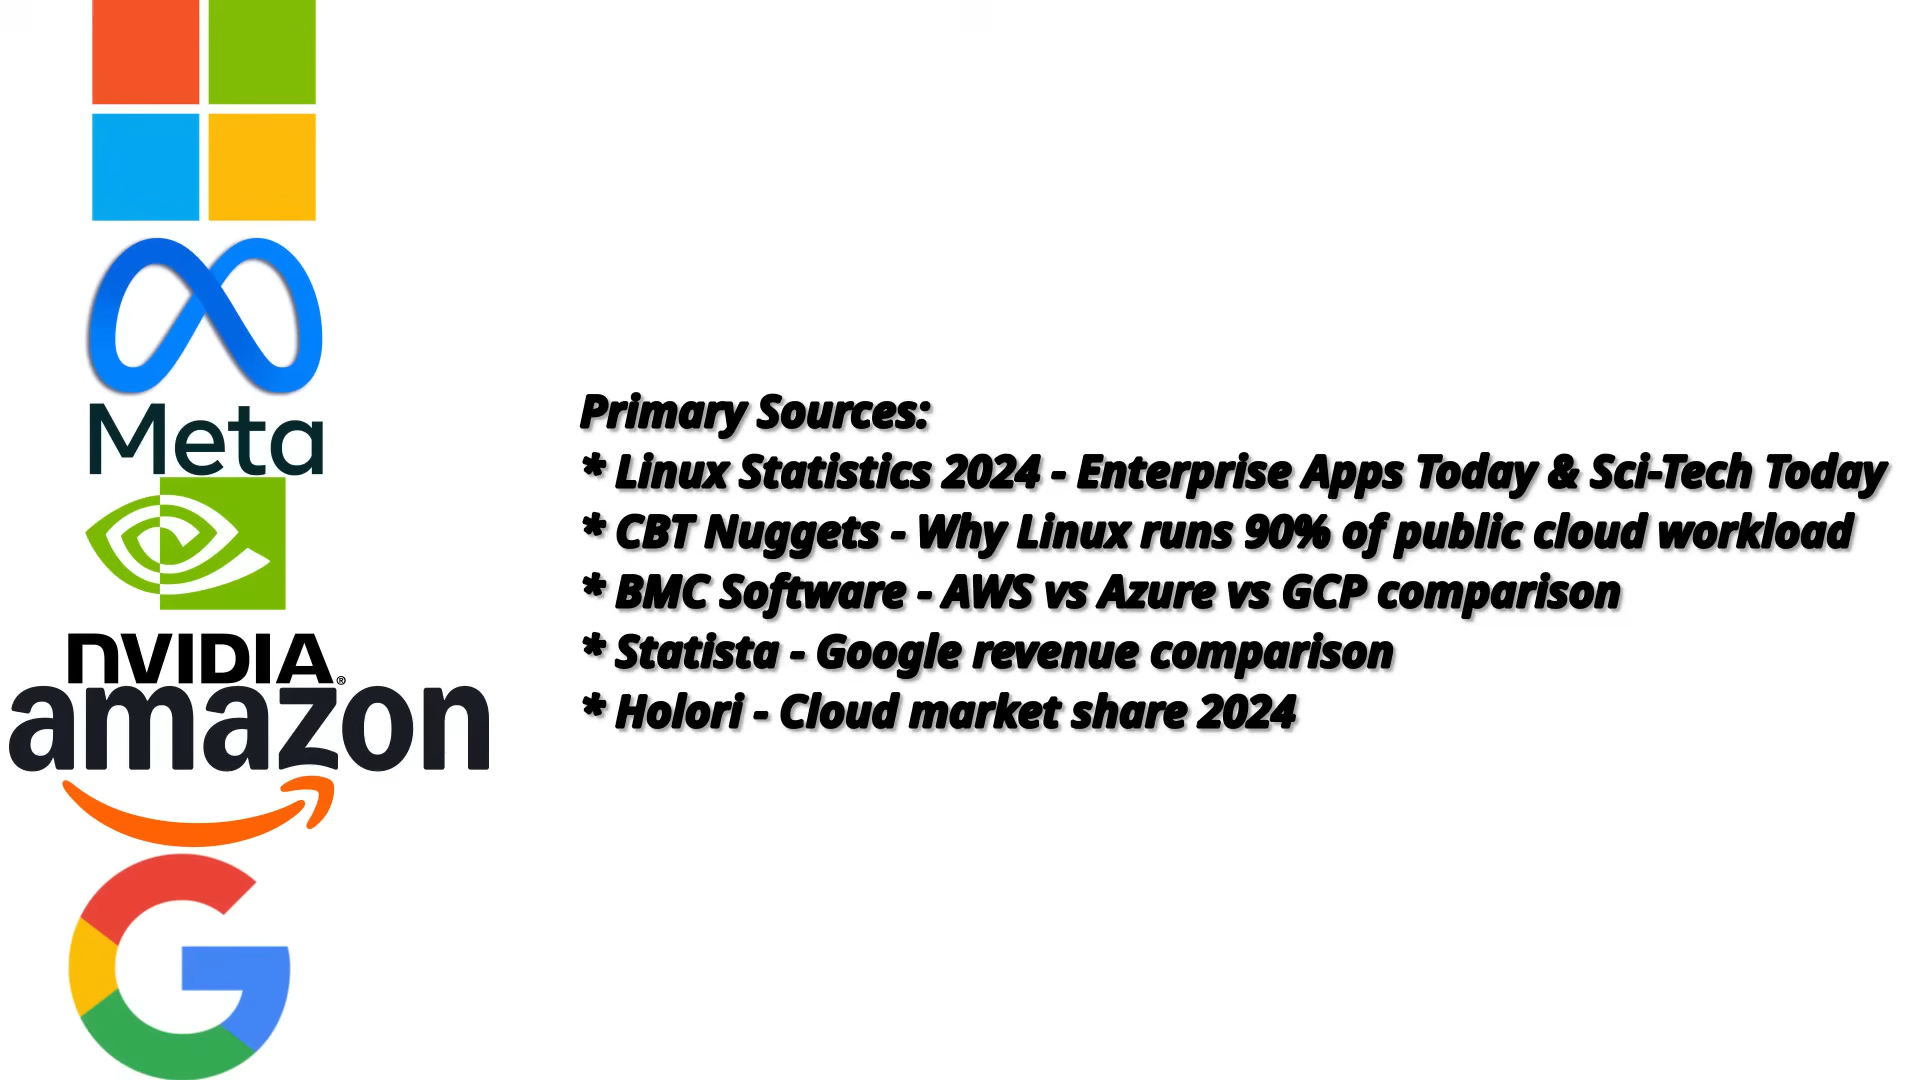 Meta
NVIDIA®
amazon
Primary Sources:
* Linux Statistics 2024 - Enterprise Apps Today & Sci-Tech Today
* CBT Nuggets - Why Linux runs 90% of public cloud workload
* BMC Software - AWS vs Azure vs GCP comparison
* Statista - Google revenue comparison
* Holori - Cloud market share 2024